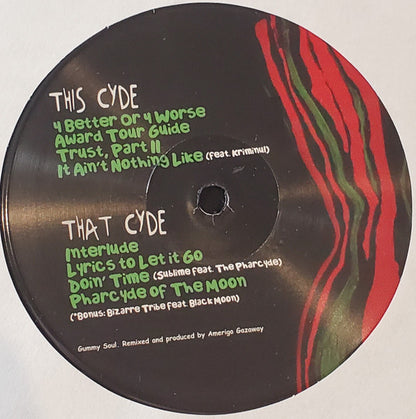 THIS CYDE
4 Better Or 4 Worse
Award Tour Guide
Trust, Part II
It Ain't Nothing Like (feat. Kriminul)
THAT CYDE
Interlude
Lyrics to Let it GO
Doin' Time (Sublime feat. The Pharcyde)
Pharcyde OF The MOON
(*Bonus: Bizarre Tribe feat. Black Moon)
Gummy Soul. Remixed and produced by Amerigo Gazaway